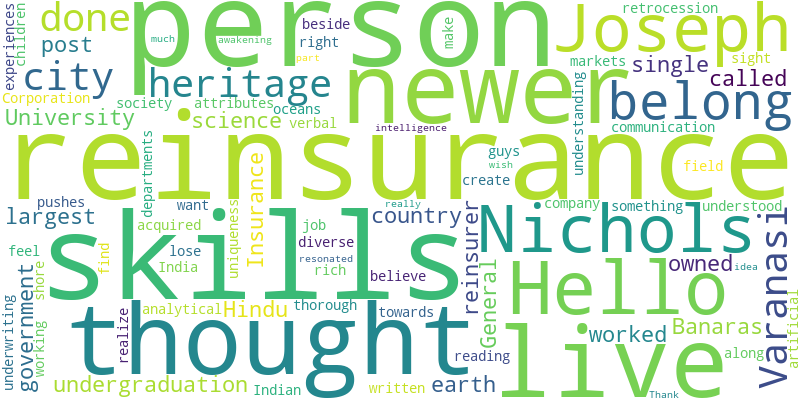 experiences
children
done
person
Joseph
retrocession
beside
right
make
much
awakening
part
post
city
heritage
newer
markets
sight
single
called
Corporation
society
attributes
oceans
belong
University
science
verbal
intelligence
understanding
communication
reinsurance
guys
field
create
departments
Insurance
uniqueness
pushes
want
really
wish
largest
acquired
skills
job
diverse
country
reinsurer
Nichols
company
something
understood
owned
varanasi
feel
shore
find
India
lose
resonated
rich
believe
General
Hello
idea
government
underwriting
working
realize
analytical
Hindu
thorough
towards
thought
reading
live
worked
Banaras
along
artificial
undergraduation
Indian
written
earth
Thank